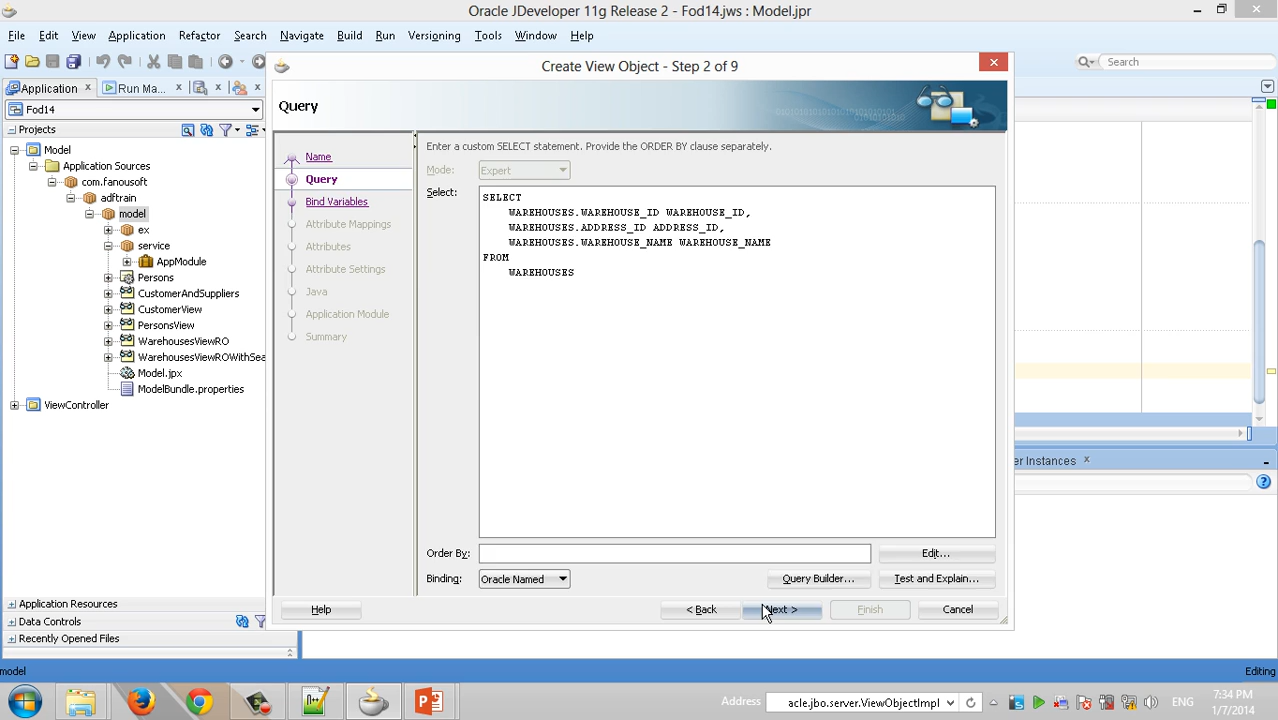 Oracle JDeveloper 11g Release 2 - Fod14.jws : Model.jpr
File Edit View Application Refactor Search Navigate Build Run Versioning Tools Window Help
Search
Application Run Ma...
Fod14
Projects
Model
Application Sources
com.fanousoft
adftrain
model
ex
service
AppModule
Persons
CustomerAndSuppliers
CustomerView
PersonsView
WarehousesViewRO
WarehousesViewROWithSea
Model.jpx
ModelBundle.properties
ViewController
Application Resources
Data Controls
Recently Opened Files
Create View Object - Step 2 of 9
Query
Name
Query
Bind Variables
Attribute Mappings
Attributes
Attribute Settings
Java
Application Module
Summary
Enter a custom SELECT statement. Provide the ORDER BY clause separately.
Mode: Expert
Select:
SELECT
WAREHOUSES.WAREHOUSE_ID WAREHOUSE_ID,
WAREHOUSES.ADDRESS_ID ADDRESS_ID,
WAREHOUSES.WAREHOUSE_NAME WAREHOUSE_NAME
FROM
WAREHOUSES
Order By: Edit...
Binding: Oracle Named Query Builder... Test and Explain...
Help < Back Next > Finish Cancel
er Instances
model Editing
Address acle.jbo.server.ViewObjectImpl ENG 7:34 PM
1/7/2014